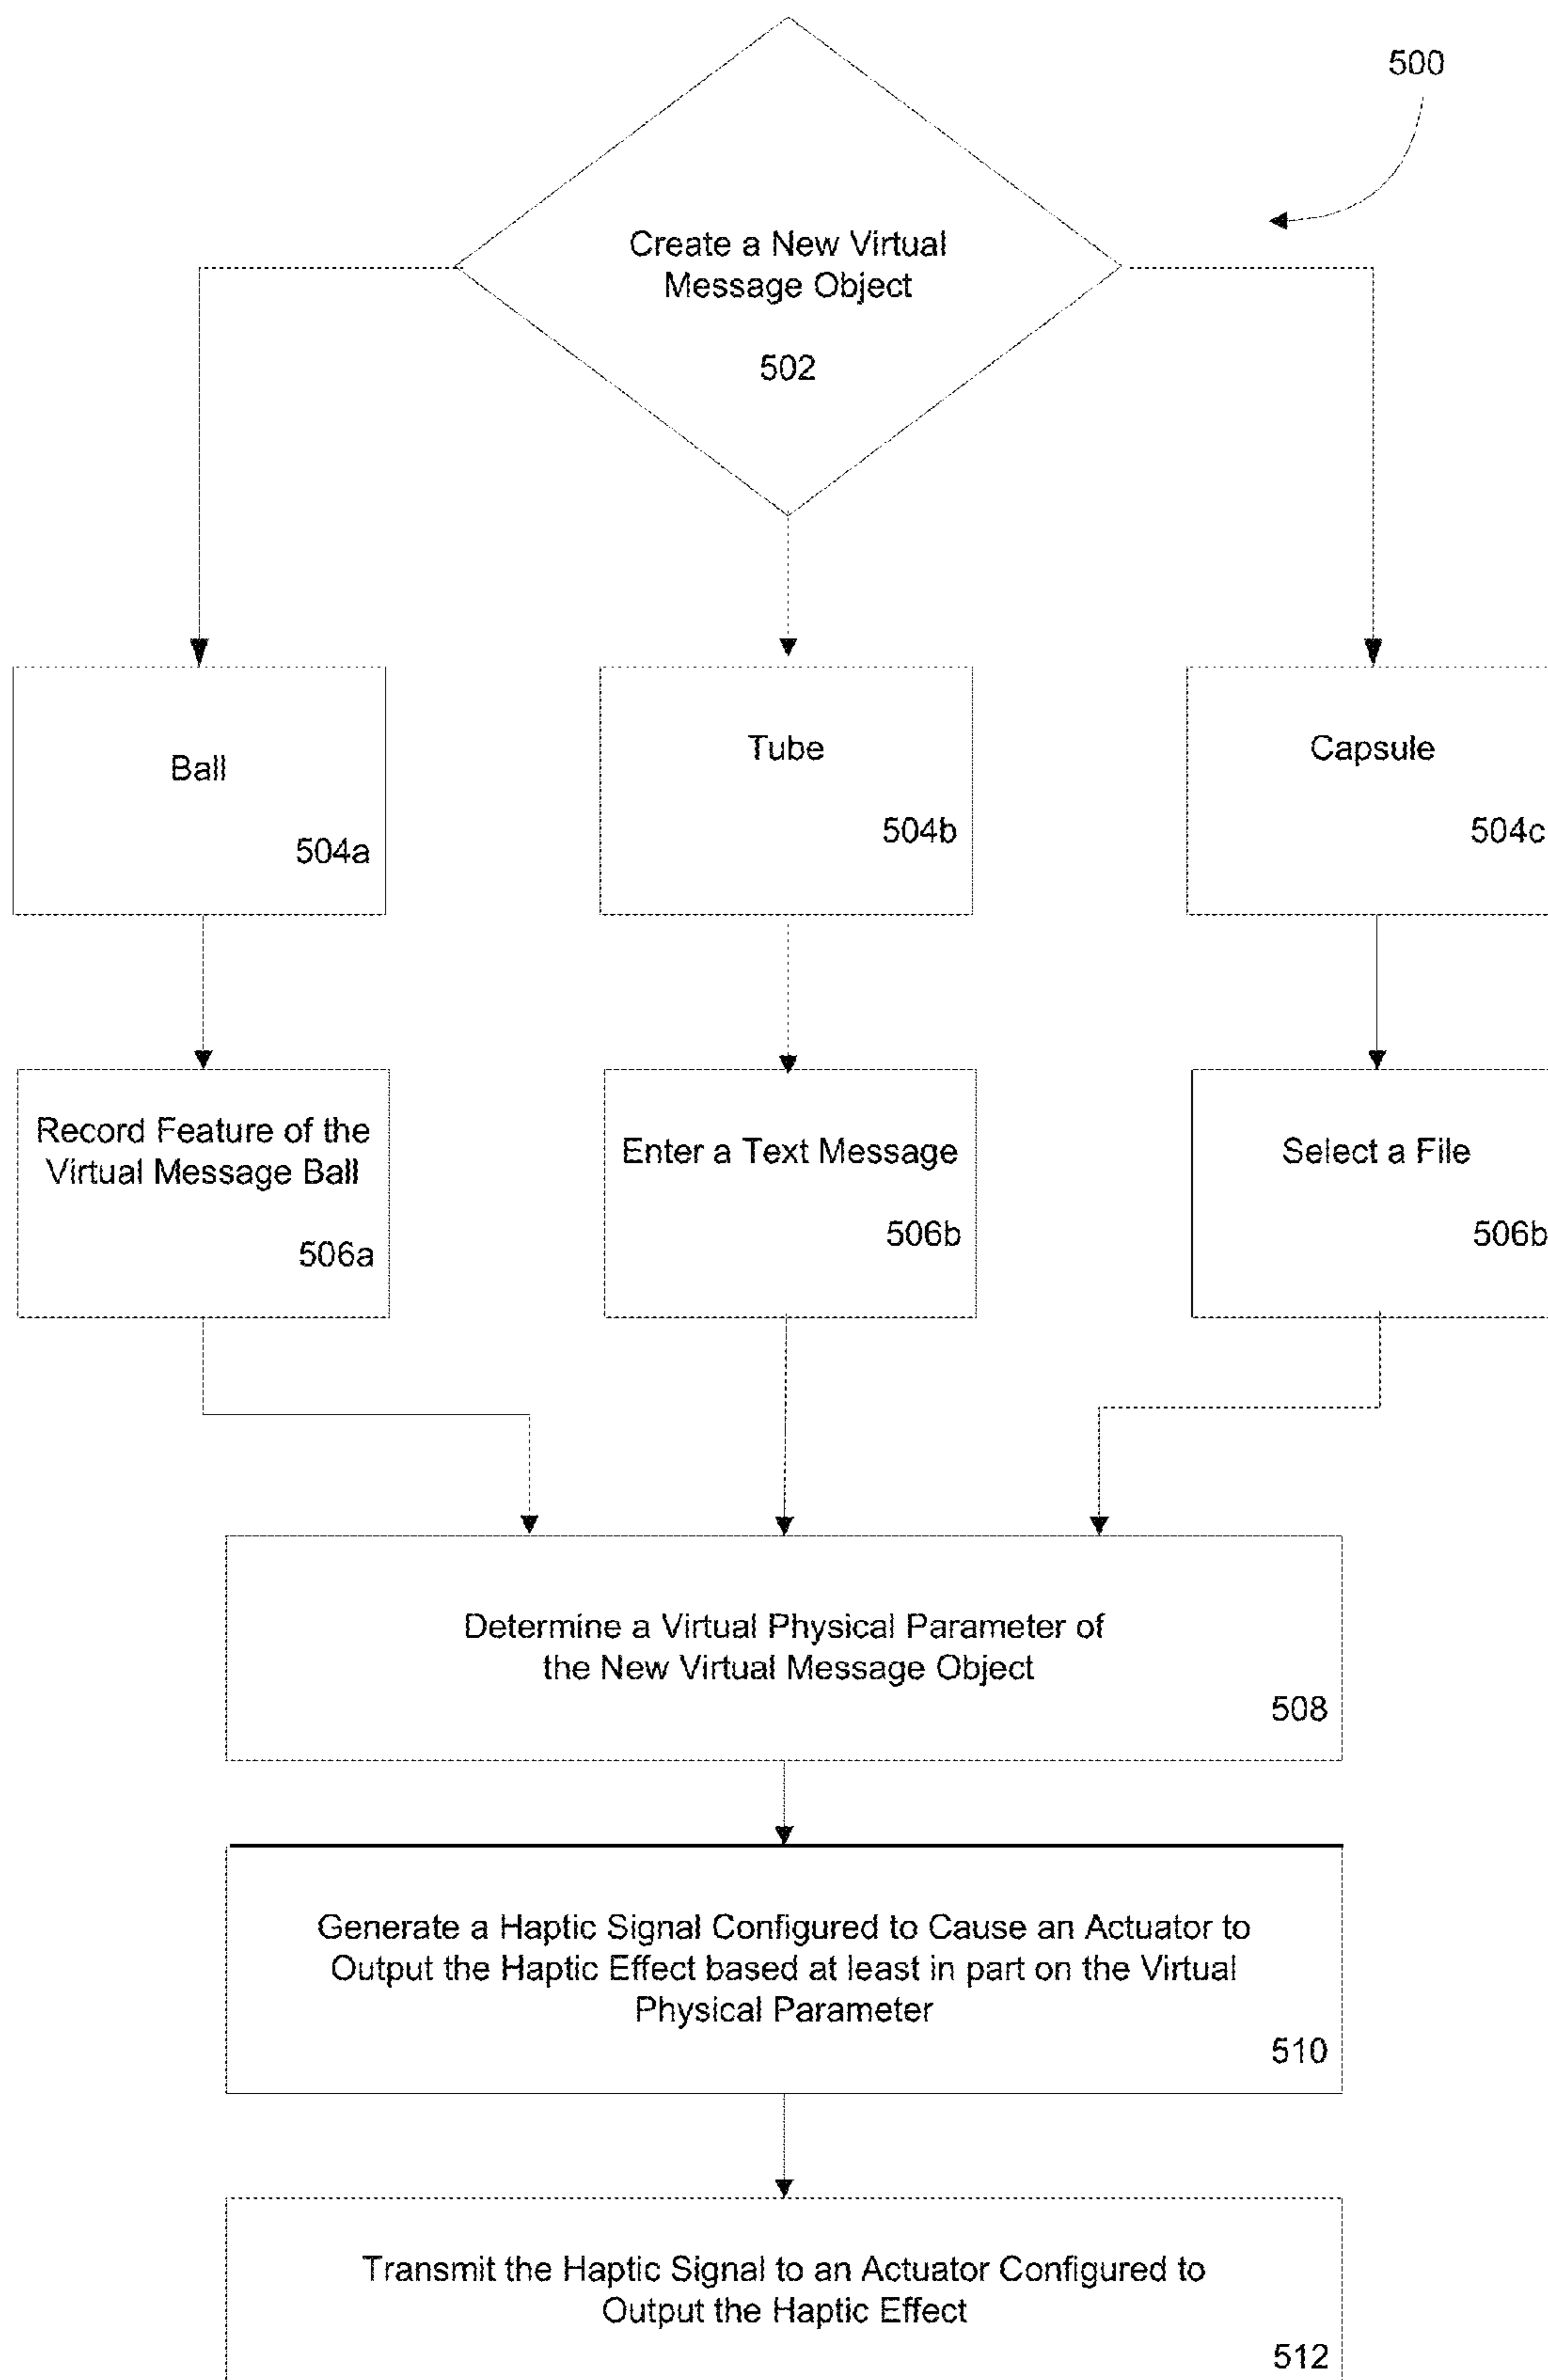 500
Create a New Virtual
Message Object
502
Ball
504a
Tube
504b
Capsule
504c
Record Feature of the
Virtual Message Ball
506a
Enter a Text Message
506b
Select a File
506b
Determine a Virtual Physical Parameter of
the New Virtual Message Object
508
Generate a Haptic Signal Configured to Cause an Actuator to
Output the Haptic Effect based at least in part on the Virtual
Physical Parameter
510
Transmit the Haptic Signal to an Actuator Configured to
Output the Haptic Effect
512